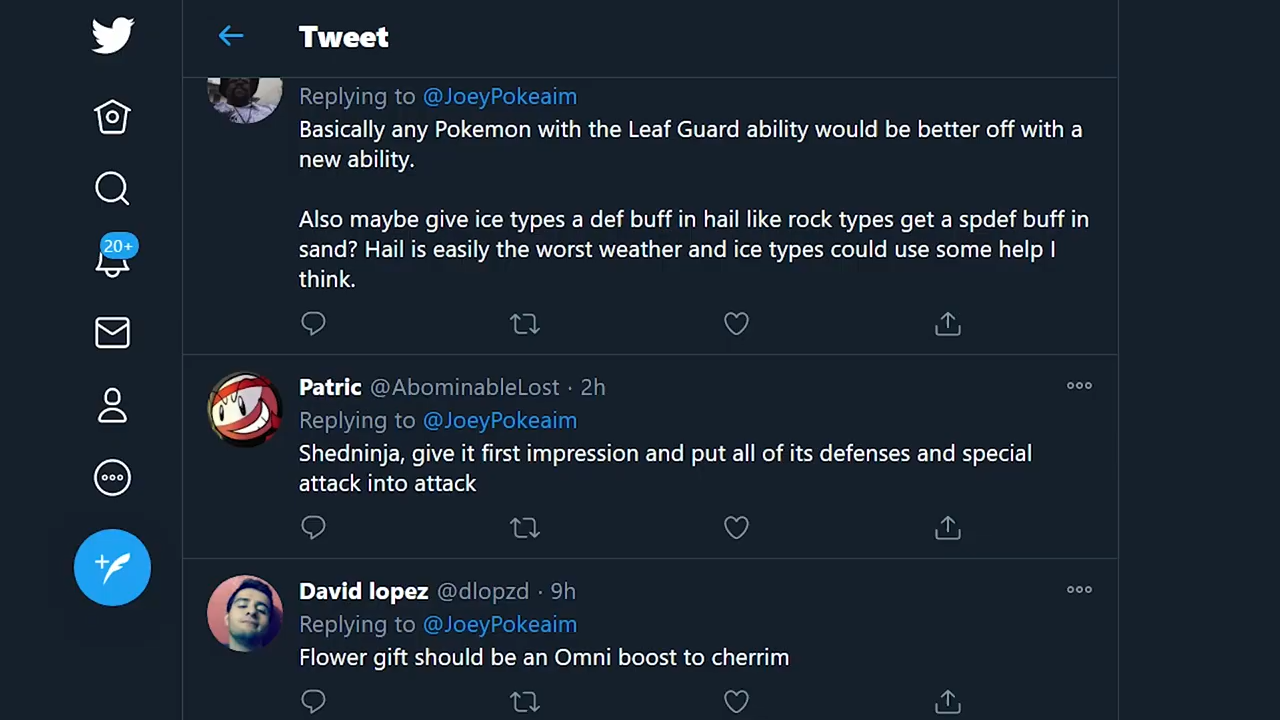 Tweet
Replying to @JoeyPokeaim
Basically any Pokemon with the Leaf Guard ability would be better off with a
new ability.
Also maybe give ice types a def buff in hail like rock types get a spdef buff in
sand? Hail is easily the worst weather and ice types could use some help I
think.
20+
Patric @AbominableLost · 2h
Replying to @JoeyPokeaim
Shedninja, give it first impression and put all of its defenses and special
attack into attack
David lopez @dlopzd · 9h
Replying to @JoeyPokeaim
Flower gift should be an Omni boost to cherrim